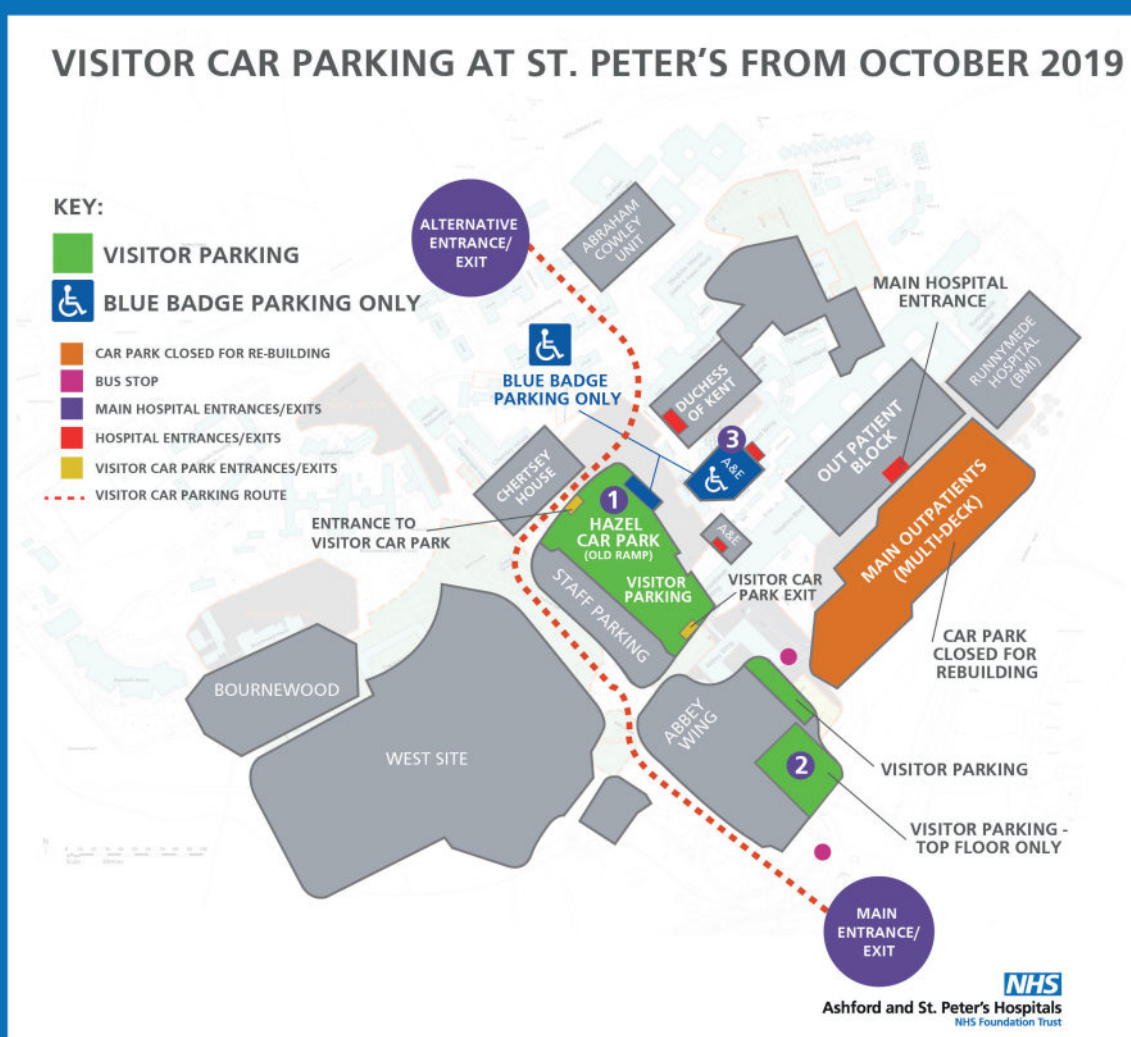 VISITOR CAR PARKING AT ST. PETER'S FROM OCTOBER 2019
KEY:
VISITOR PARKING
BLUE BADGE PARKING ONLY
CAR PARK CLOSED FOR RE-BUILDING
BUS STOP
MAIN HOSPITAL ENTRANCES/EXITS
HOSPITAL ENTRANCES/EXITS
VISITOR CAR PARK ENTRANCES/EXITS
VISITOR CAR PARKING ROUTE
ALTERNATIVE
ENTRANCE/
EXIT
ABRAHAM
COWLEY
UNIT
MAIN HOSPITAL
ENTRANCE
RUNNYMEDE
HOSPITAL
(BMI)
BLUE BADGE
PARKING ONLY
DUCHESS
OF KENT
3
A&E
OUT PATIENT
BLOCK
CHERTSEY
HOUSE
MAIN OUTPATIENTS
(MULTI-DECK)
ENTRANCE TO
VISITOR CAR PARK
1
HAZEL
CAR PARK
(OLD RAMP)
A&E
VISITOR
PARKING
VISITOR CAR
PARK EXIT
STAFF PARKING
CAR PARK
CLOSED FOR
REBUILDING
BOURNEWOOD
WEST SITE
ABBEY
WING
2
VISITOR PARKING
VISITOR PARKING -
TOP FLOOR ONLY
MAIN
ENTRANCE/
EXIT
NHS
Ashford and St. Peter's Hospitals
NHS Foundation Trust